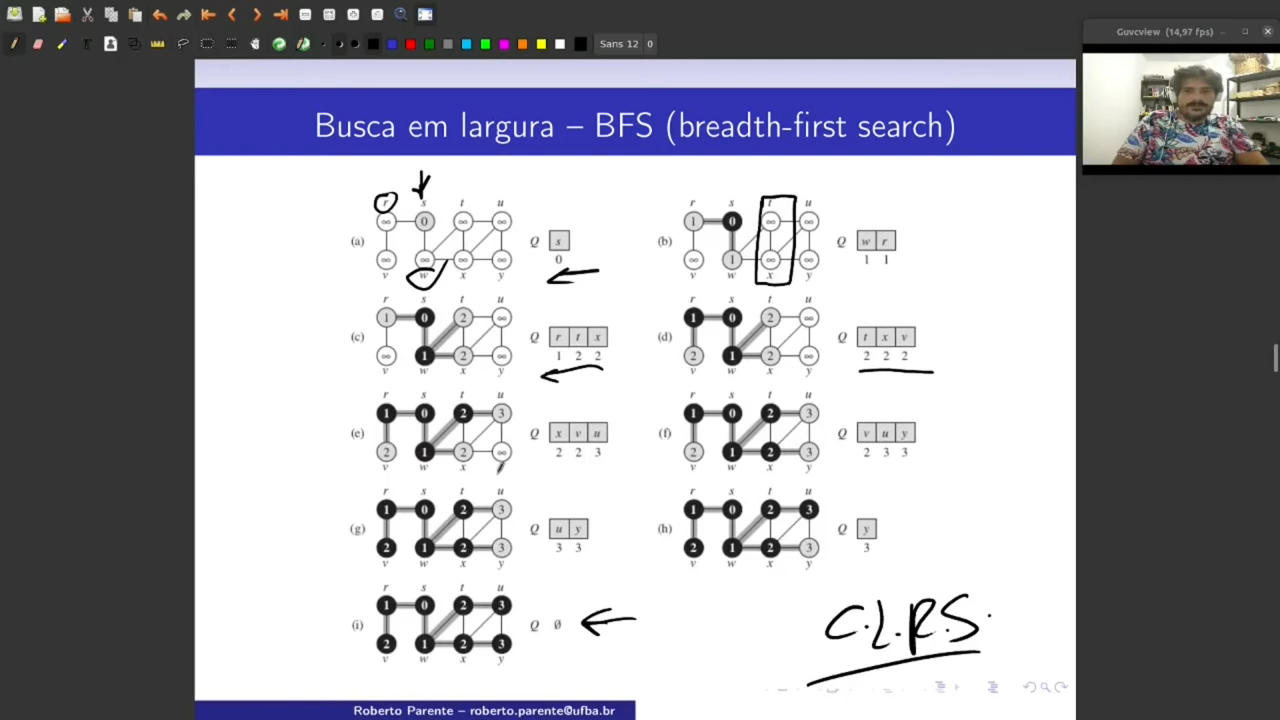 Sans 12 0
Guvcview (14,97 fps)
Busca em largura – BFS (breadth-first search)
r s t u
∞ 0 ∞ ∞
(a) Q s
∞ ∞ ∞ ∞ 0
v w x y
r s t u
1 0 ∞ ∞
(b) Q w r
∞ 1 ∞ ∞ 1 1
v w x y
r s t u
1 0 2 ∞
(c) Q r t x
∞ 1 2 ∞ 1 2 2
v w x y
r s t u
1 0 2 ∞
(d) Q t x v
2 1 2 ∞ 2 2 2
v w x y
r s t u
1 0 2 3
(e) Q x v u
2 1 2 ∞ 2 2 3
v w x y
r s t u
1 0 2 3
(f) Q v u y
2 1 2 3 2 3 3
v w x y
r s t u
1 0 2 3
(g) Q u y
2 1 2 3 3 3
v w x y
r s t u
1 0 2 3
(h) Q y
2 1 2 3 3
v w x y
r s t u
1 0 2 3
(i) Q ∅
2 1 2 3
v w x y
C.L.R.S.
Roberto Parente – roberto.parente@ufba.br